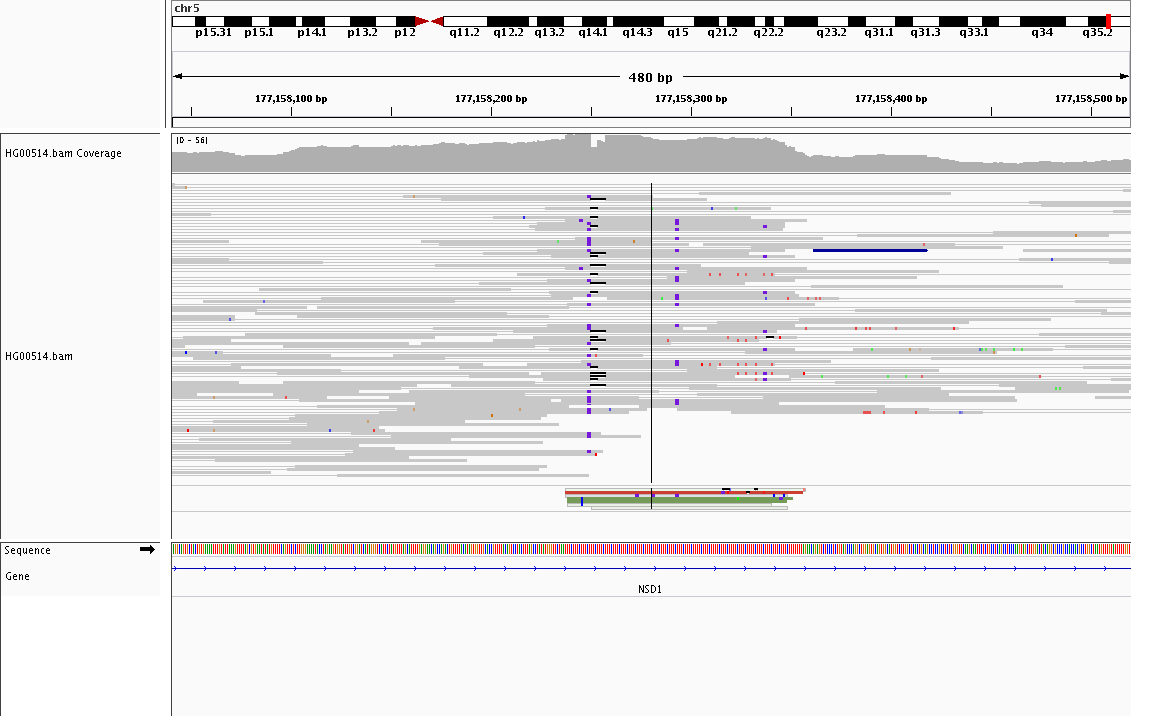 chr5
p15.31 p15.1 p14.1 p13.2 p12 q11.2 q12.2 q13.2 q14.1 q14.3 q15 q21.2 q22.2 q23.2 q31.1 q31.3 q33.1 q34 q35.2
480 bp
177,158,100 bp 177,158,200 bp 177,158,300 bp 177,158,400 bp 177,158,500 bp
[0 - 56]
HG00514.bam Coverage
HG00514.bam
Sequence
Gene
NSD1